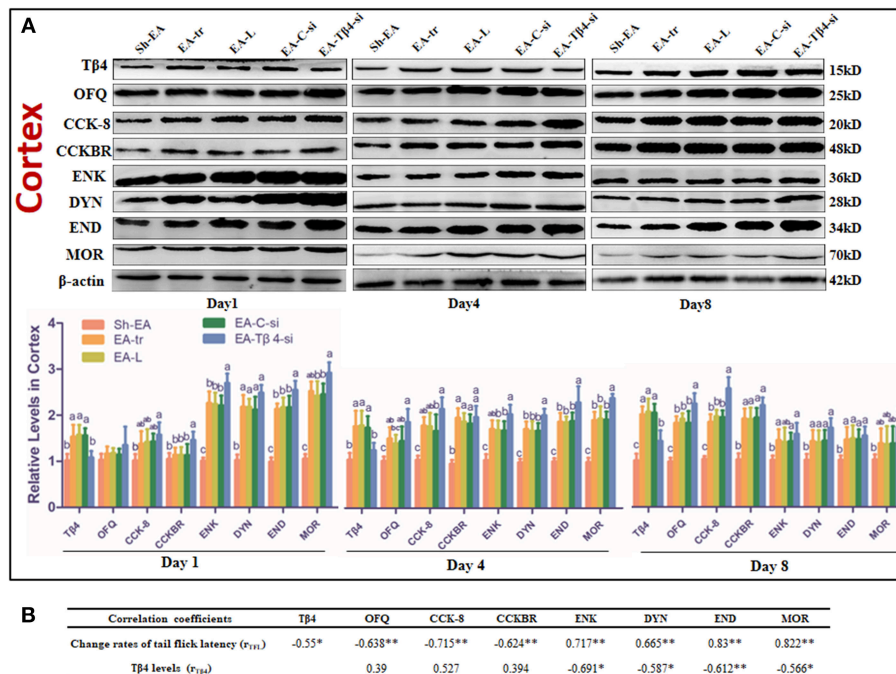 A
Sh-EA EA-tr EA-L EA-C-si EA-Tβ4-si Sh-EA EA-tr EA-L EA-C-si EA-Tβ4-si Sh-EA EA-tr EA-L EA-C-si EA-Tβ4-si
Cortex
Tβ4 15kD
OFQ 25kD
CCK-8 20kD
CCKBR 48kD
ENK 36kD
DYN 28kD
END 34kD
MOR 70kD
β-actin 42kD
Day1 Day4 Day8
Relative Levels in Cortex
4
3
2
1
0
Sh-EA EA-C-si
EA-tr EA-Tβ 4-si
EA-L
Tβ4 OFQ CCK-8 CCKBR ENK DYN END MOR Tβ4 OFQ CCK-8 CCKBR ENK DYN END MOR Tβ4 OFQ CCK-8 CCKBR ENK DYN END MOR
Day 1 Day 4 Day 8
B
Correlation coefficients Tβ4 OFQ CCK-8 CCKBR ENK DYN END MOR
Change rates of tail flick latency (rTFL) -0.55* -0.638** -0.715** -0.624** 0.717** 0.665** 0.83** 0.822**
Tβ4 levels (rTβ4) 0.39 0.527 0.394 -0.691* -0.587* -0.612** -0.566*